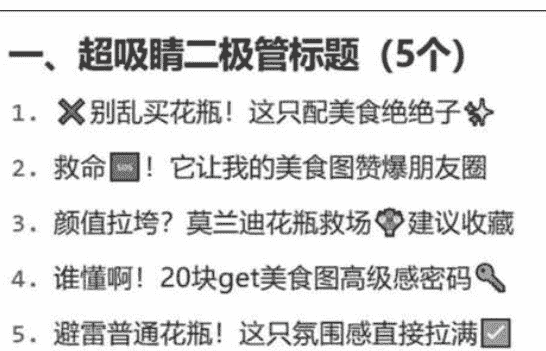 一、超吸睛二极管标题（5个）
1. ❌别乱买花瓶！这只配美食绝绝子✨
2. 救命🆘！它让我的美食图赞爆朋友圈
3. 颜值拉垮？莫兰迪花瓶救场💐建议收藏
4. 谁懂啊！20块get美食图高级感密码🔑
5. 避雷普通花瓶！这只氛围感直接拉满✅